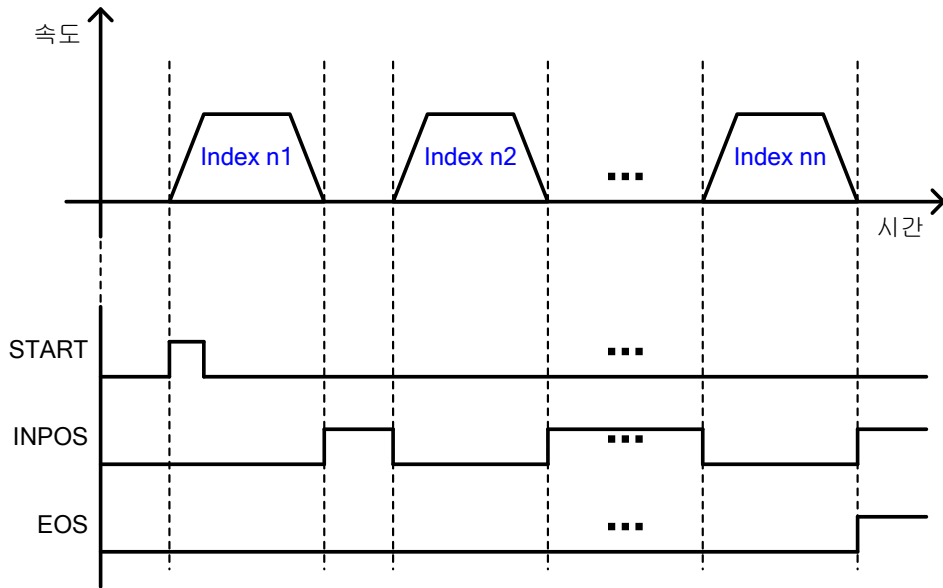 속도
Index n1
Index n2
...
Index nn
시간
START
...
INPOS
...
EOS
...